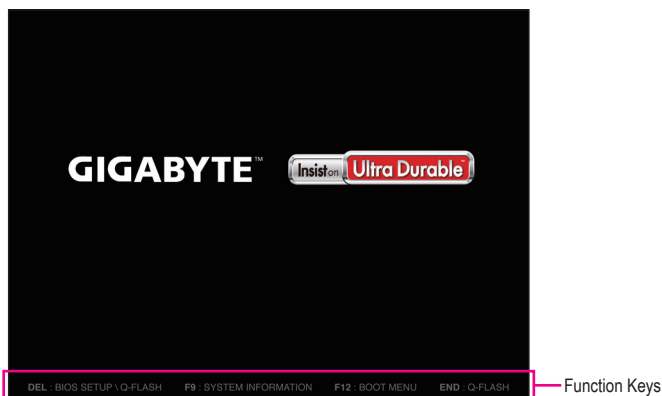 GIGABYTE™
Insist on Ultra Durable™
DEL : BIOS SETUP \ Q-FLASH F9 : SYSTEM INFORMATION F12 : BOOT MENU END : Q-FLASH
Function Keys